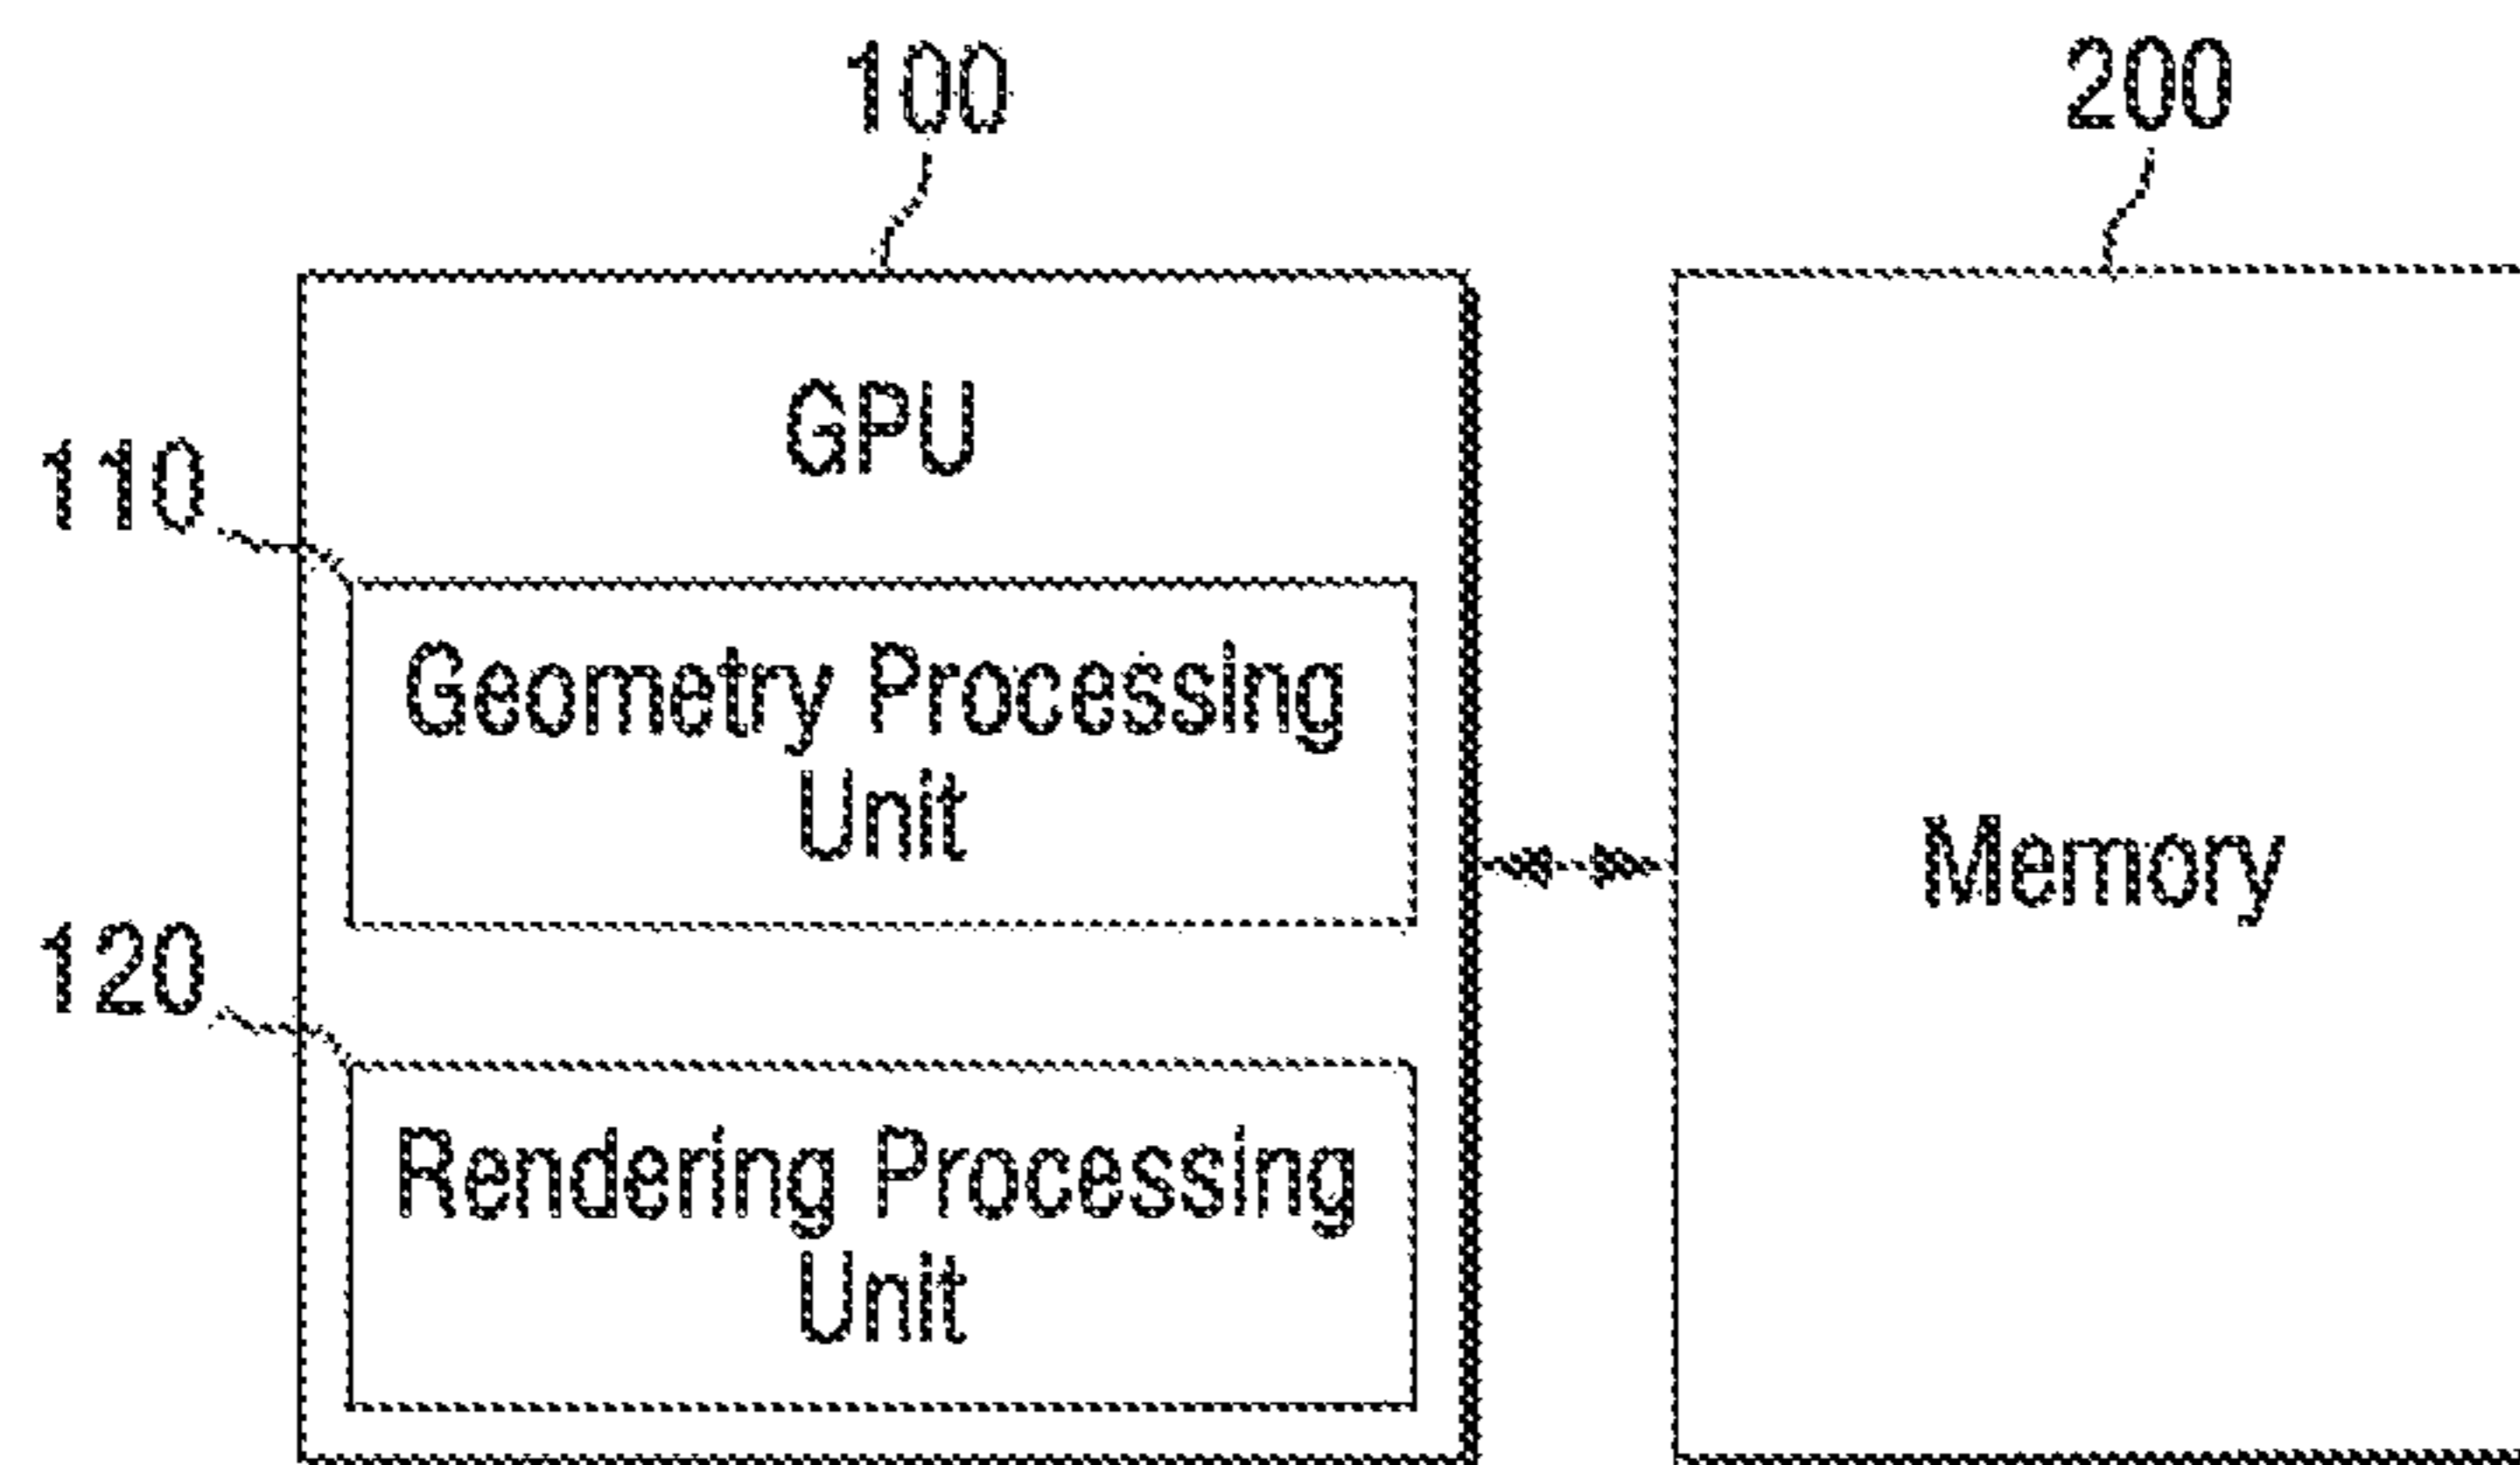 100
200
GPU
110
Geometry Processing
Unit
Memory
120
Rendering Processing
Unit